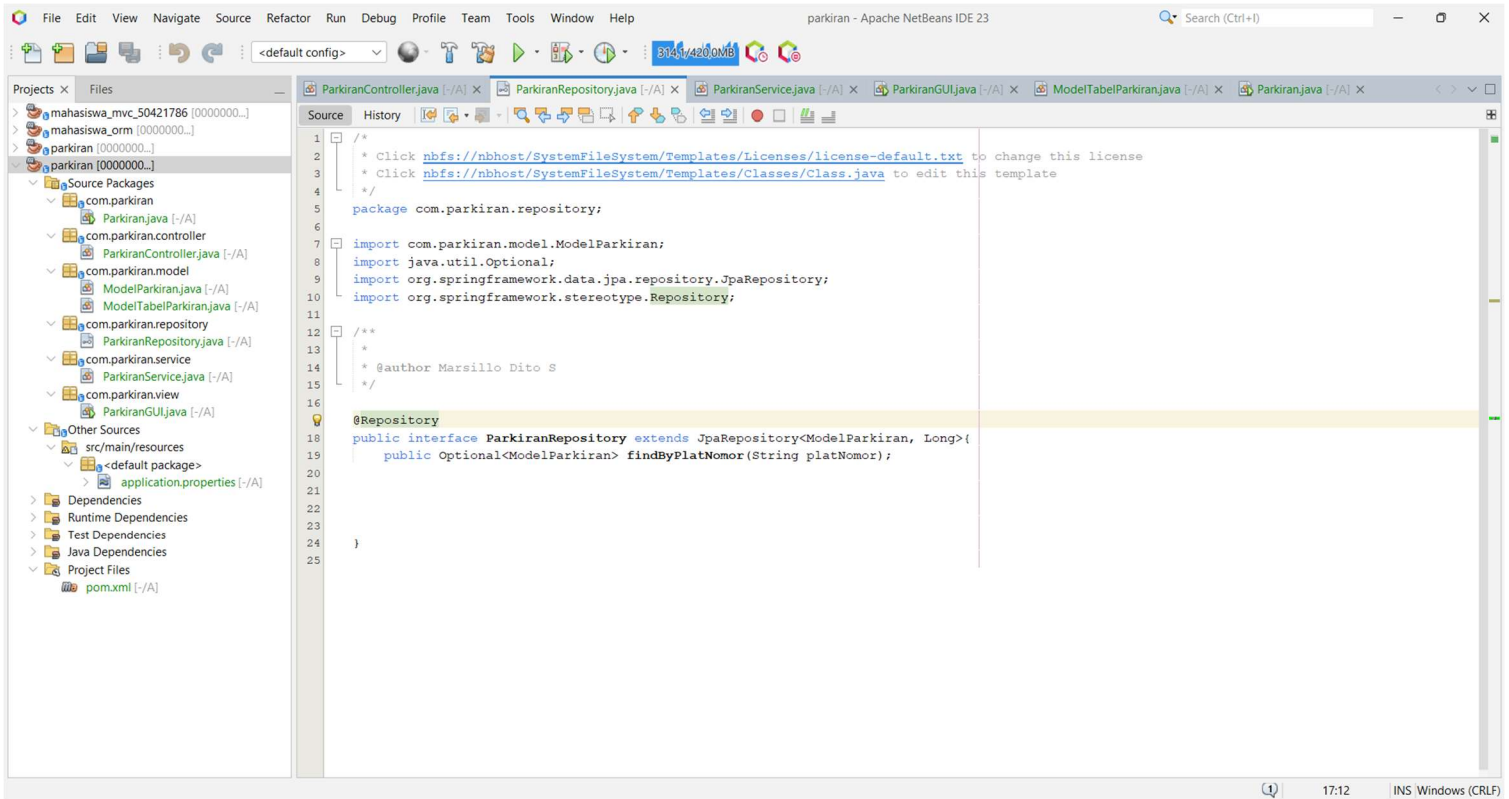 File Edit View Navigate Source Refactor Run Debug Profile Team Tools Window Help parkiran - Apache NetBeans IDE 23 Search (Ctrl+I)
<default config> 314,1/420,0MB
Projects Files
ParkiranController.java [-/A] ParkiranRepository.java [-/A] ParkiranService.java [-/A] ParkiranGUI.java [-/A] ModelTabelParkiran.java [-/A] Parkiran.java [-/A]
mahasiswa_mvc_50421786 [0000000...]
mahasiswa_orm [0000000...]
parkiran [0000000...]
parkiran [0000000...]
Source Packages
com.parkiran
Parkiran.java [-/A]
com.parkiran.controller
ParkiranController.java [-/A]
com.parkiran.model
ModelParkiran.java [-/A]
ModelTabelParkiran.java [-/A]
com.parkiran.repository
ParkiranRepository.java [-/A]
com.parkiran.service
ParkiranService.java [-/A]
com.parkiran.view
ParkiranGUI.java [-/A]
Other Sources
src/main/resources
<default package>
application.properties [-/A]
Dependencies
Runtime Dependencies
Test Dependencies
Java Dependencies
Project Files
pom.xml [-/A]
Source History
1 /*
2 * Click nbfs://nbhost/SystemFileSystem/Templates/Licenses/license-default.txt to change this license
3 * Click nbfs://nbhost/SystemFileSystem/Templates/Classes/Class.java to edit this template
4 */
5 package com.parkiran.repository;
6
7 import com.parkiran.model.ModelParkiran;
8 import java.util.Optional;
9 import org.springframework.data.jpa.repository.JpaRepository;
10 import org.springframework.stereotype.Repository;
11
12 /**
13 *
14 * @author Marsillo Dito S
15 */
16
@Repository
18 public interface ParkiranRepository extends JpaRepository<ModelParkiran, Long>{
19 public Optional<ModelParkiran> findByPlatNomor(String platNomor);
20
21
22
23
24 }
25
1 17:12 INS Windows (CRLF)